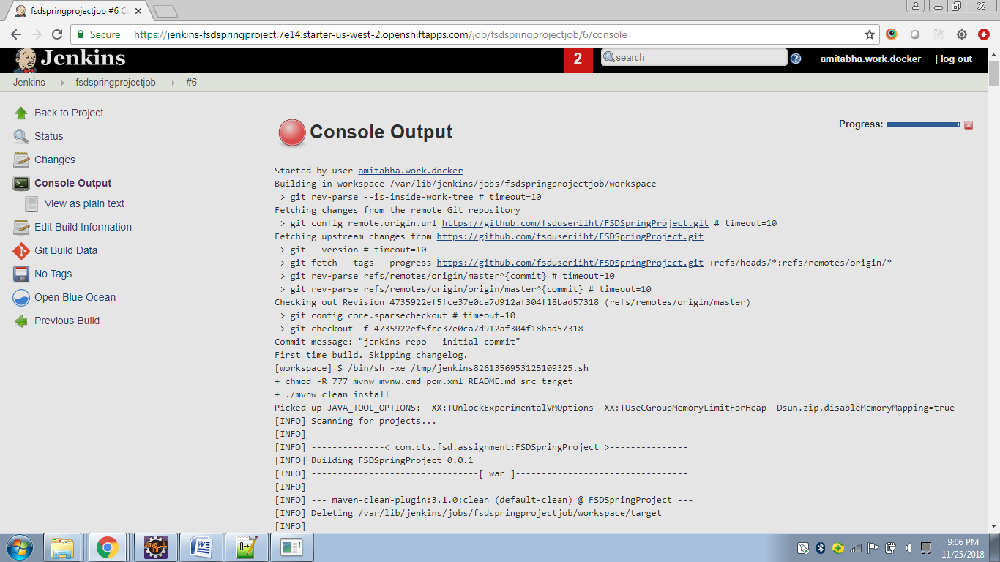 fsdspringprojectjob #6 Co
Secure
https://jenkins-fsdspringproject.7e14.starter-us-west-2.openshiftapps.com/job/fsdspringprojectjob/6/console
Jenkins
2
search
amitabha.work.docker
| log out
Jenkins
fsdspringprojectjob
#6
Back to Project
Status
Changes
Console Output
View as plain text
Edit Build Information
Git Build Data
No Tags
Open Blue Ocean
Previous Build
Console Output
Progress:
Started by user amitabha.work.docker
Building in workspace /var/lib/jenkins/jobs/fsdspringprojectjob/workspace
> git rev-parse --is-inside-work-tree # timeout=10
Fetching changes from the remote Git repository
> git config remote.origin.url https://github.com/fsduseriiht/FSDSpringProject.git # timeout=10
Fetching upstream changes from https://github.com/fsduseriiht/FSDSpringProject.git
> git --version # timeout=10
> git fetch --tags --progress https://github.com/fsduseriiht/FSDSpringProject.git +refs/heads/*:refs/remotes/origin/*
> git rev-parse refs/remotes/origin/master^{commit} # timeout=10
> git rev-parse refs/remotes/origin/origin/master^{commit} # timeout=10
Checking out Revision 4735922ef5fce37e0ca7d912af304f18bad57318 (refs/remotes/origin/master)
> git config core.sparsecheckout # timeout=10
> git checkout -f 4735922ef5fce37e0ca7d912af304f18bad57318
Commit message: "jenkins repo - initial commit"
First time build. Skipping changelog.
[workspace] $ /bin/sh -xe /tmp/jenkins8261356953125109325.sh
+ chmod -R 777 mvnw mvnw.cmd pom.xml README.md src target
+ ./mvnw clean install
Picked up JAVA_TOOL_OPTIONS: -XX:+UnlockExperimentalVMOptions -XX:+UseCGroupMemoryLimitForHeap -Dsun.zip.disableMemoryMapping=true
[INFO] Scanning for projects...
[INFO]
[INFO] --------------< com.cts.fsd.assignment:FSDSpringProject >---------------
[INFO] Building FSDSpringProject 0.0.1
[INFO] --------------------------------[ war ]---------------------------------
[INFO]
[INFO] --- maven-clean-plugin:3.1.0:clean (default-clean) @ FSDSpringProject ---
[INFO] Deleting /var/lib/jenkins/jobs/fsdspringprojectjob/workspace/target
[INFO]
Java EE
IDE
9:06 PM
11/25/2018